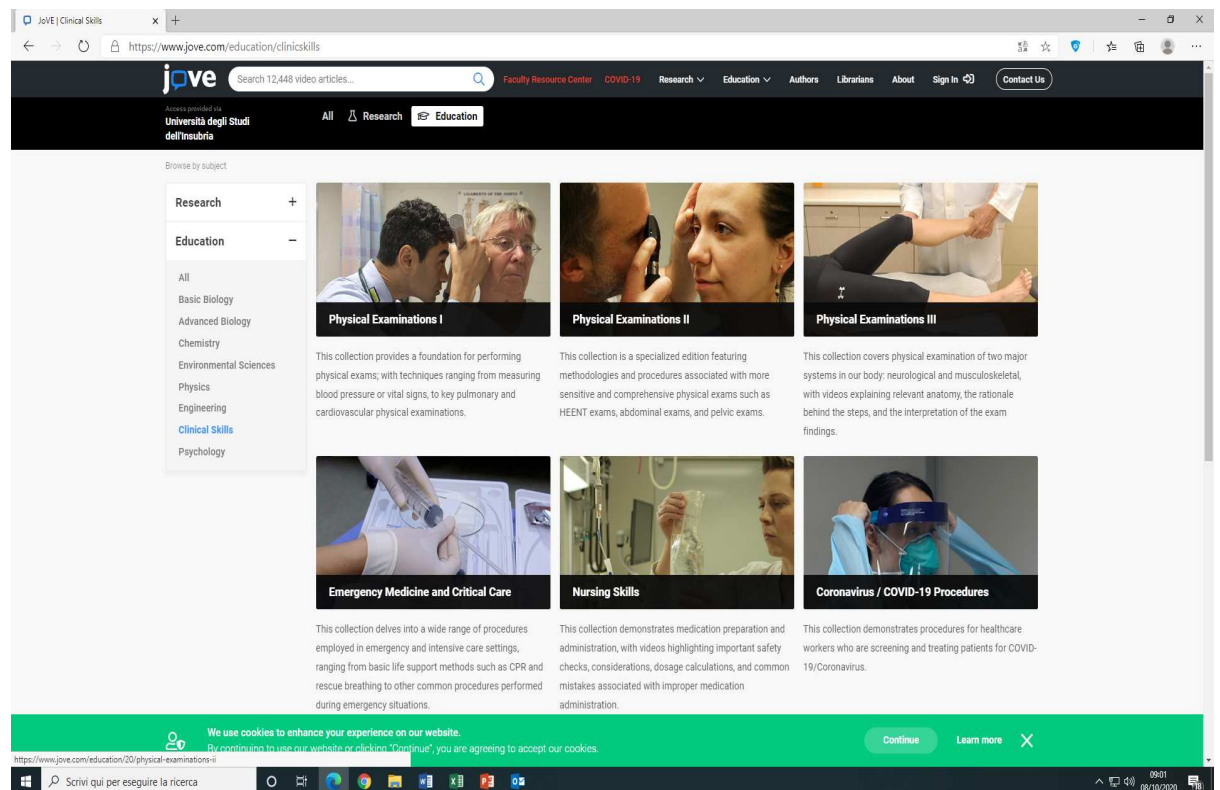 JoVE | Clinical Skills
https://www.jove.com/education/clinicskills
jove
Search 12,448 video articles...
Faculty Resource Center COVID-19 Research Education Authors Librarians About Sign In Contact Us
Access provided via
Università degli Studi
dell'Insubria
All Research Education
Browse by subject
Research +
Education −
All
Basic Biology
Advanced Biology
Chemistry
Environmental Sciences
Physics
Engineering
Clinical Skills
Psychology
Physical Examinations I
This collection provides a foundation for performing
physical exams; with techniques ranging from measuring
blood pressure or vital signs, to key pulmonary and
cardiovascular physical examinations.
Physical Examinations II
This collection is a specialized edition featuring
methodologies and procedures associated with more
sensitive and comprehensive physical exams such as
HEENT exams, abdominal exams, and pelvic exams.
Physical Examinations III
This collection covers physical examination of two major
systems in our body: neurological and musculoskeletal,
with videos explaining relevant anatomy, the rationale
behind the steps, and the interpretation of the exam
findings.
Emergency Medicine and Critical Care
This collection delves into a wide range of procedures
employed in emergency and intensive care settings,
ranging from basic life support methods such as CPR and
rescue breathing to other common procedures performed
during emergency situations.
Nursing Skills
This collection demonstrates medication preparation and
administration, with videos highlighting important safety
checks, considerations, dosage calculations, and common
mistakes associated with improper medication
administration.
Coronavirus / COVID-19 Procedures
This collection demonstrates procedures for healthcare
workers who are screening and treating patients for COVID-
19/Coronavirus.
We use cookies to enhance your experience on our website.
By continuing to use our website or clicking "Continue", you are agreeing to accept our cookies.
Continue Learn more
https://www.jove.com/education/20/physical-examinations-ii
Scrivi qui per eseguire la ricerca
09:01
08/10/2020